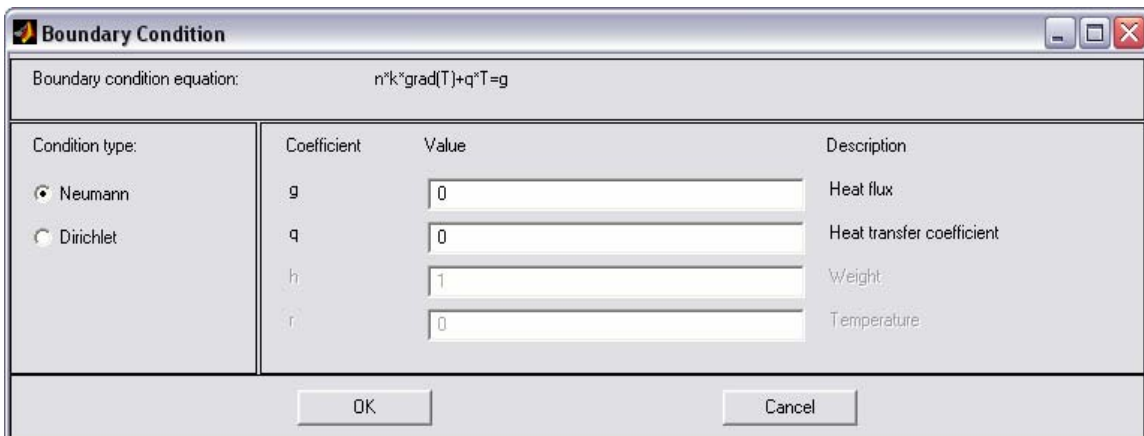 Boundary Condition
Boundary condition equation: n*k*grad(T)+q*T=g
Condition type:
Neumann
Dirichlet
Coefficient Value Description
g 0 Heat flux
q 0 Heat transfer coefficient
h 1 Weight
r 0 Temperature
OK Cancel